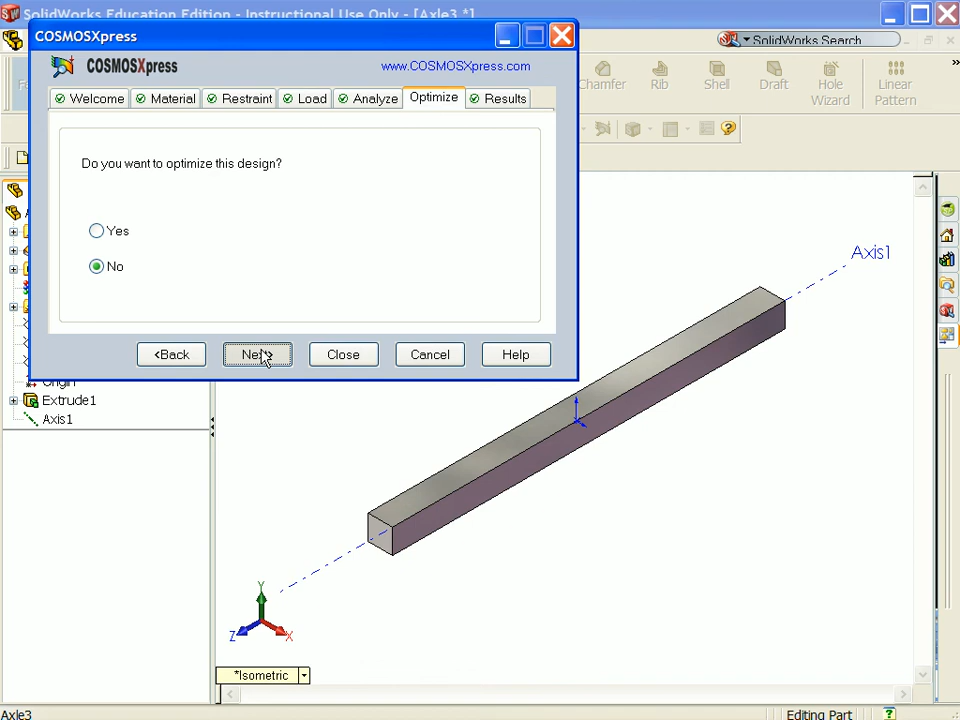 SolidWorks Education Edition - Instructional Use Only - [Axle3 *]
COSMOSXpress
SolidWorks Search
COSMOSXpress
www.COSMOSXpress.com
Chamfer
Rib
Shell
Draft
Hole
Wizard
Linear
Pattern
Welcome
Material
Restraint
Load
Analyze
Optimize
Results
Do you want to optimize this design?
Yes
No
<Back
Close
Cancel
Help
Origin
Extrude1
Axis1
Axis1
Y
Z
X
*Isometric
Axle3
Editing Part